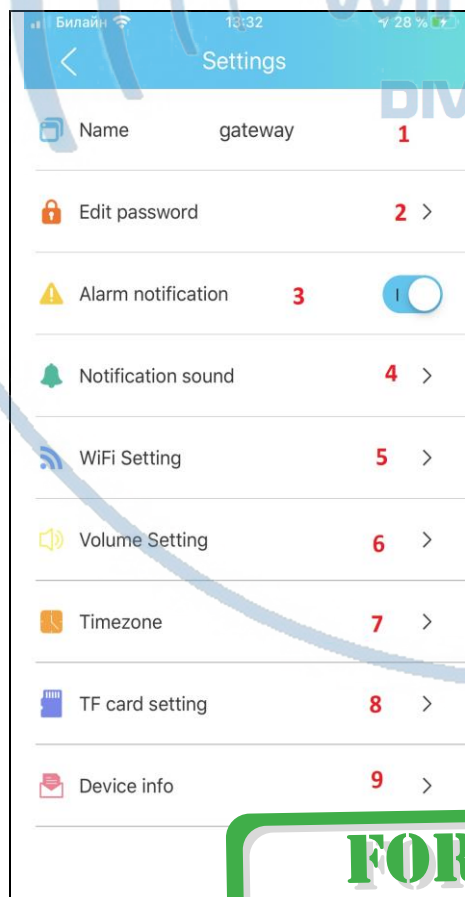 Билайн 13:32 28 %
Settings
Name gateway 1
Edit password 2
Alarm notification 3
Notification sound 4
WiFi Setting 5
Volume Setting 6
Timezone 7
TF card setting 8
Device info 9